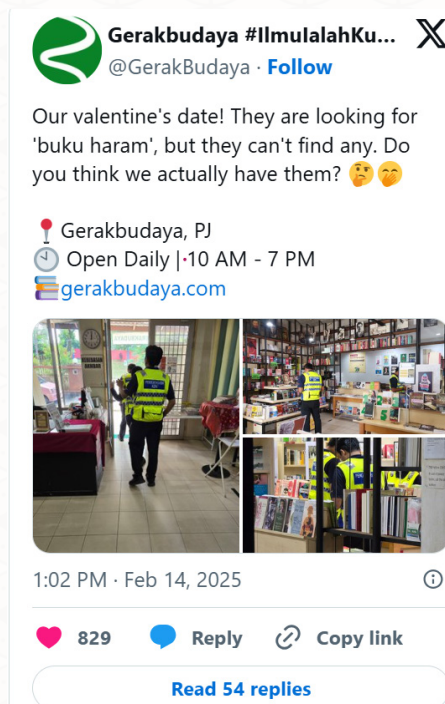 Gerakbudaya #IlmuIalahKu...
@GerakBudaya · Follow
Our valentine's date! They are looking for
'buku haram', but they can't find any. Do
you think we actually have them? 🤔🤭
📍Gerakbudaya, PJ
🕙 Open Daily |·10 AM - 7 PM
📚gerakbudaya.com
1:02 PM · Feb 14, 2025
829
Reply
Copy link
Read 54 replies